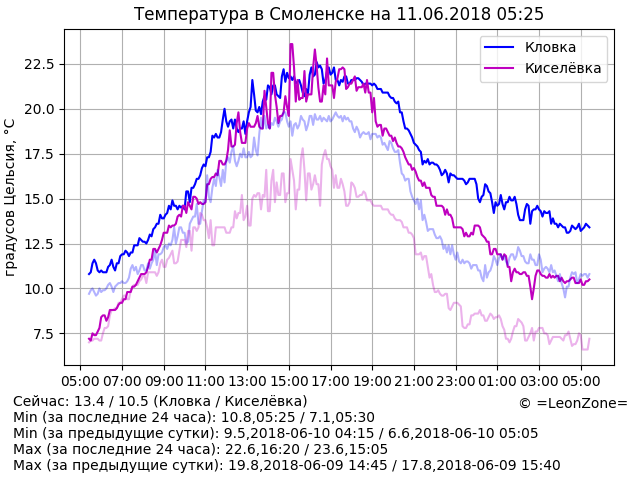 Температура в Смоленске на 11.06.2018 05:25
Кловка
Киселёвка
градусов Цельсия, °C
22.5
20.0
17.5
15.0
12.5
10.0
7.5
05:00 07:00 09:00 11:00 13:00 15:00 17:00 19:00 21:00 23:00 01:00 03:00 05:00
Сейчас: 13.4 / 10.5 (Кловка / Киселёвка)
© =LeonZone=
Min (за последние 24 часа): 10.8,05:25 / 7.1,05:30
Min (за предыдущие сутки): 9.5,2018-06-10 04:15 / 6.6,2018-06-10 05:05
Max (за последние 24 часа): 22.6,16:20 / 23.6,15:05
Max (за предыдущие сутки): 19.8,2018-06-09 14:45 / 17.8,2018-06-09 15:40